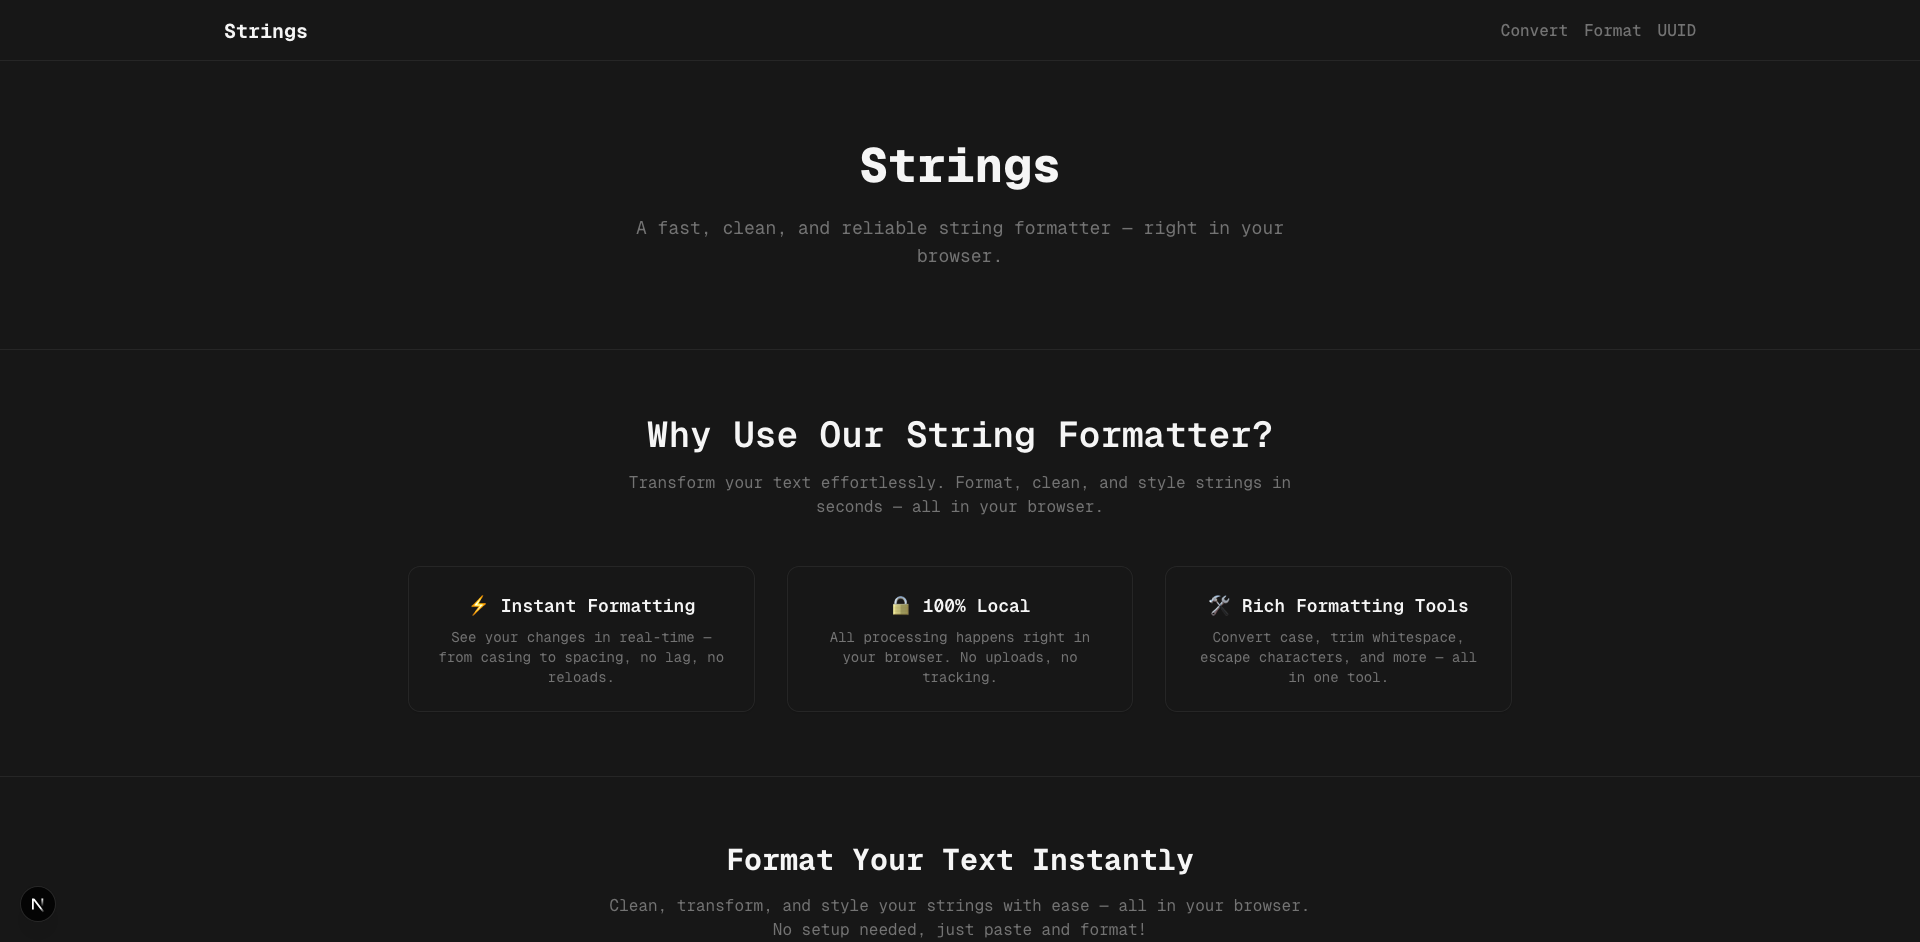 Strings
Convert Format UUID
Strings
A fast, clean, and reliable string formatter — right in your
browser.
Why Use Our String Formatter?
Transform your text effortlessly. Format, clean, and style strings in
seconds — all in your browser.
⚡ Instant Formatting
See your changes in real-time —
from casing to spacing, no lag, no
reloads.
🔒 100% Local
All processing happens right in
your browser. No uploads, no
tracking.
🛠 Rich Formatting Tools
Convert case, trim whitespace,
escape characters, and more — all
in one tool.
Format Your Text Instantly
Clean, transform, and style your strings with ease — all in your browser.
No setup needed, just paste and format!
N